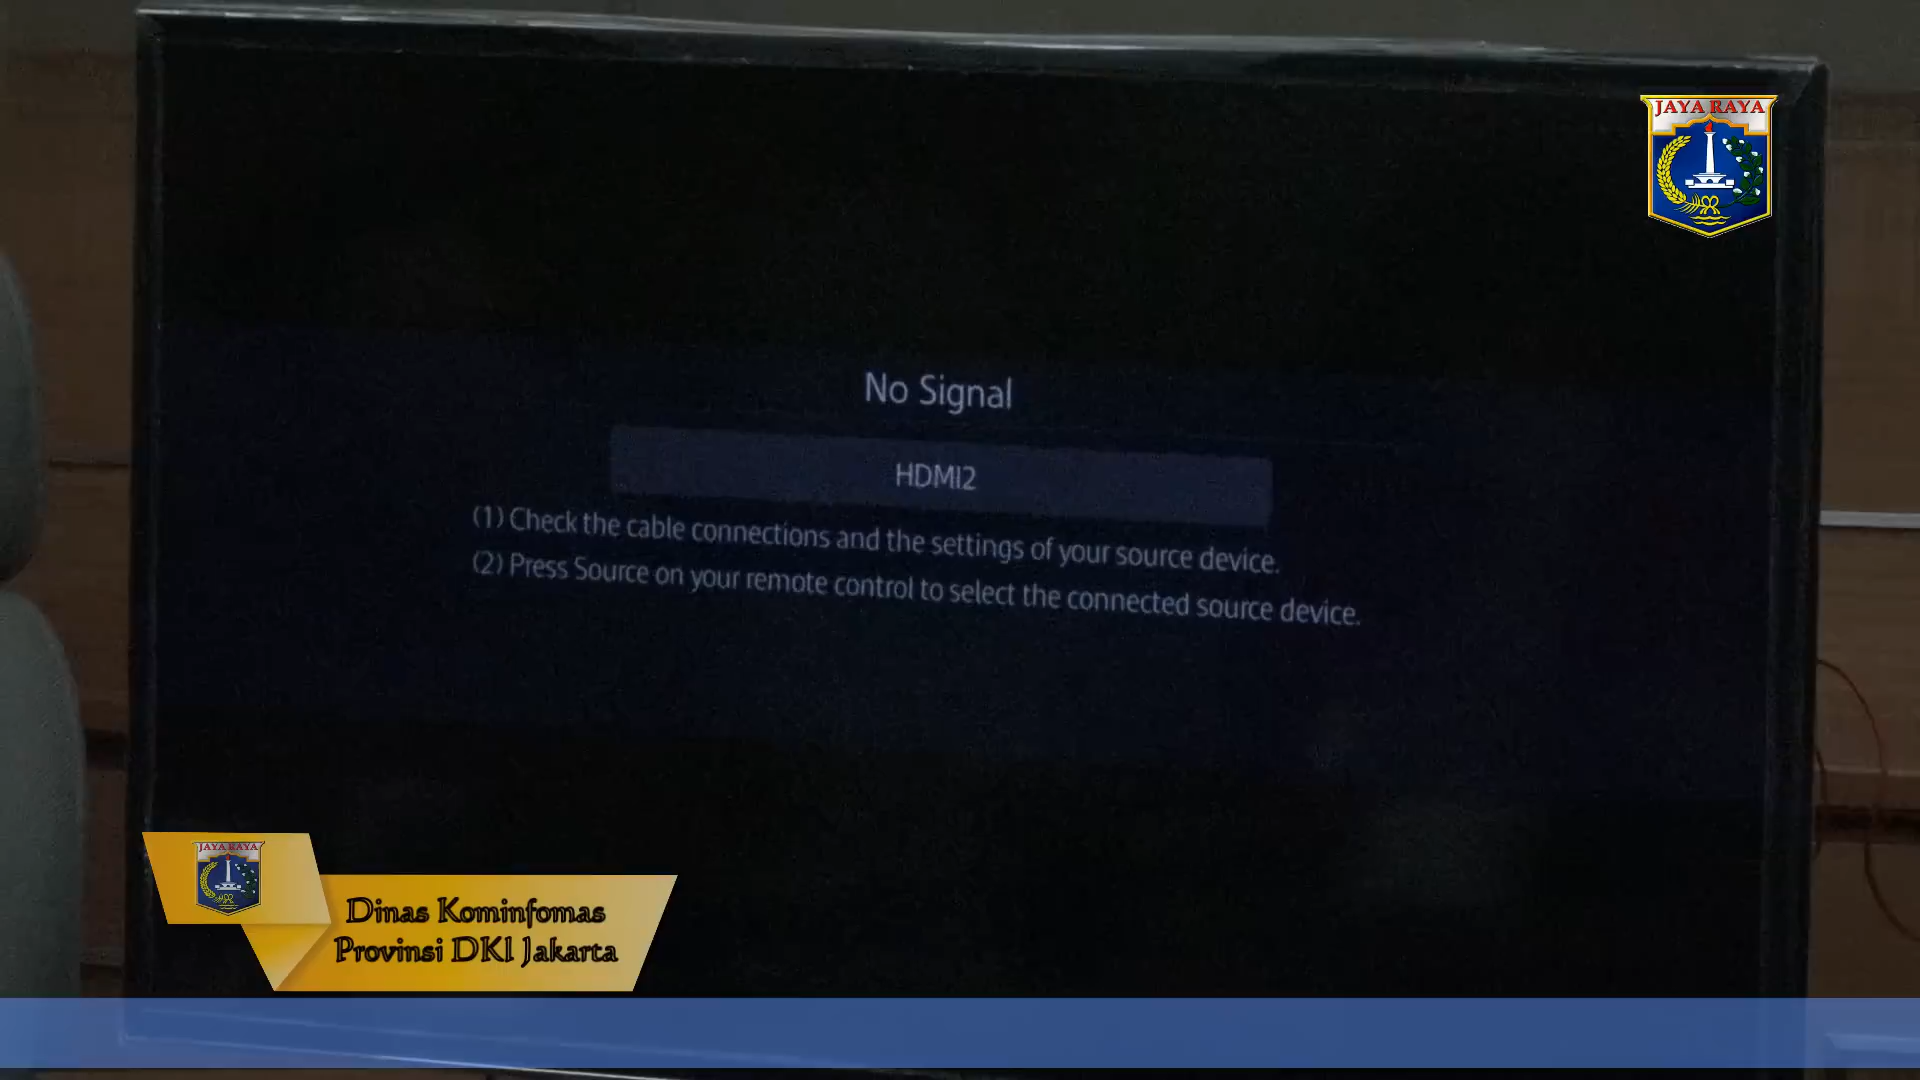 JAYA RAYA
No Signal
HDMI2
(1) Check the cable connections and the settings of your source device.
(2) Press Source on your remote control to select the connected source device.
JAYA RAYA
Dinas Kominfomas
Provinsi DKI Jakarta